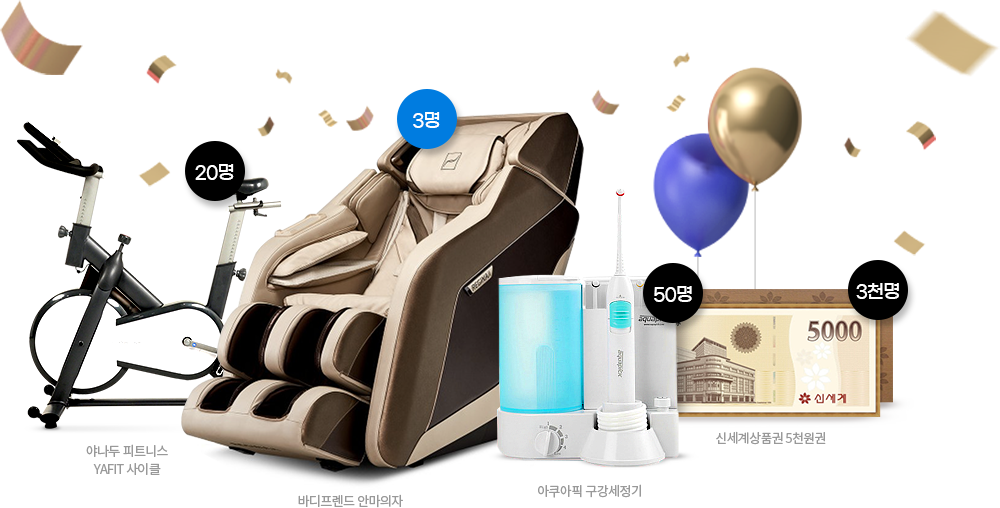 20명
3명
50명
3천명
5000
신세계
야나두 피트니스
YAFIT 사이클
바디프렌드 안마의자
아쿠아픽 구강세정기
신세계상품권 5천원권